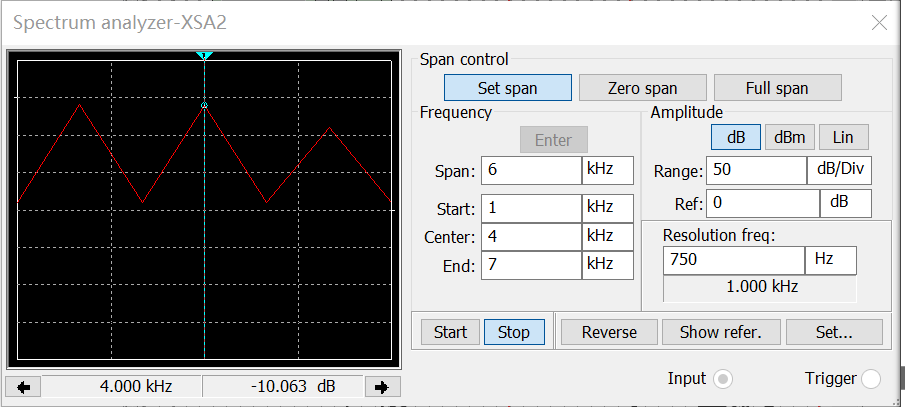 Spectrum analyzer-XSA2
1
Span control
Set span Zero span Full span
Frequency
Enter
Span: 6 kHz
Start: 1 kHz
Center: 4 kHz
End: 7 kHz
Amplitude
dB dBm Lin
Range: 50 dB/Div
Ref: 0 dB
Resolution freq:
750 Hz
1.000 kHz
Start Stop Reverse Show refer. Set...
4.000 kHz -10.063 dB
Input Trigger